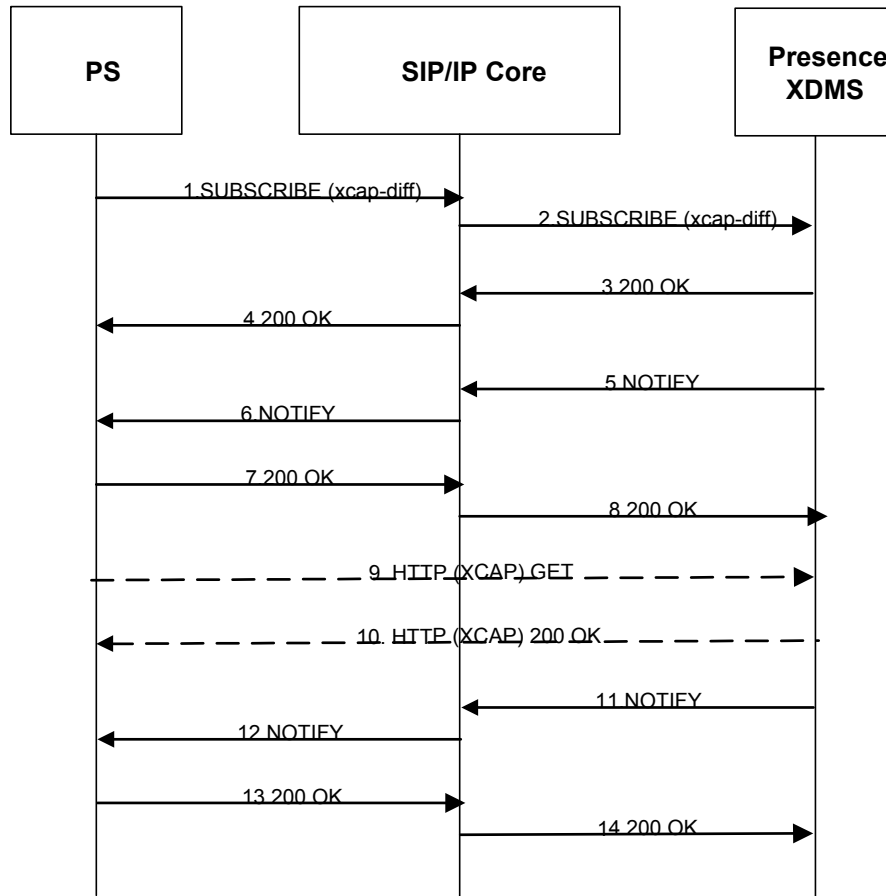 PS
SIP/IP Core
Presence
XDMS
1.SUBSCRIBE (xcap-diff)
2.SUBSCRIBE (xcap-diff)
3.200 OK
4.200 OK
5.NOTIFY
6.NOTIFY
7.200 OK
8.200 OK
9. HTTP (XCAP) GET
10. HTTP (XCAP) 200 OK
11.NOTIFY
12.NOTIFY
13.200 OK
14.200 OK